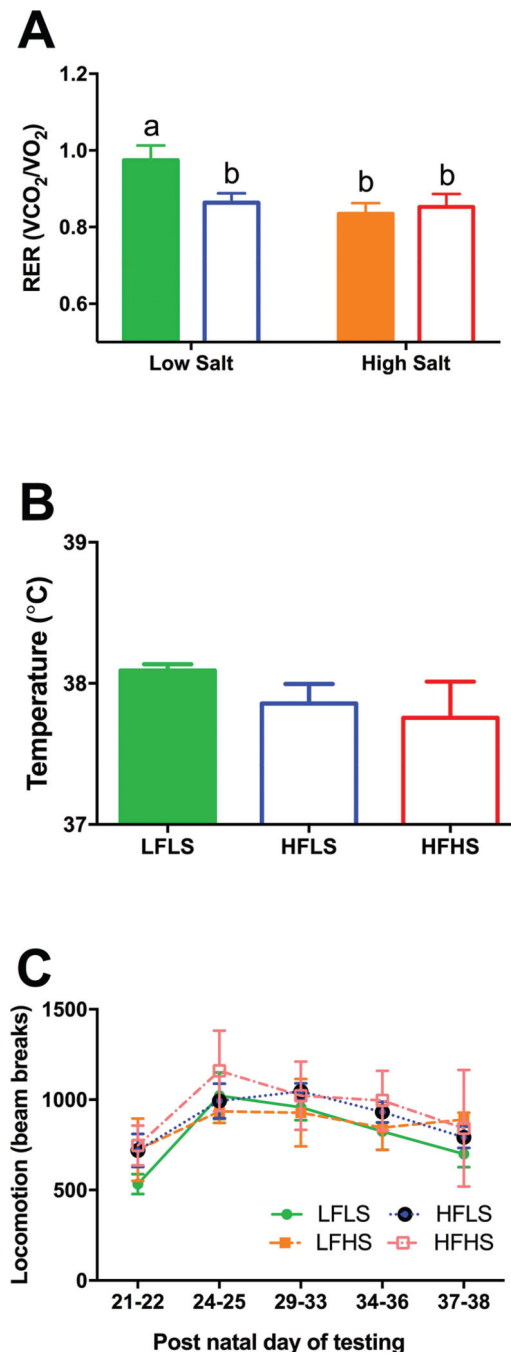 A
RER (VCO₂/VO₂)
1.2
1.0
0.8
0.6
a
b
b
b
Low Salt
High Salt
B
Temperature (°C)
39
38
37
LFLS
HFLS
HFHS
C
Locomotion (beam breaks)
1500
1000
500
0
LFLS
HFLS
LFHS
HFHS
21-22
24-25
29-33
34-36
37-38
Post natal day of testing